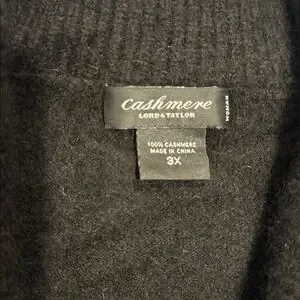 Cashmere
LORD & TAYLOR
WOMAN
100% CASHMERE
MADE IN CHINA
3X